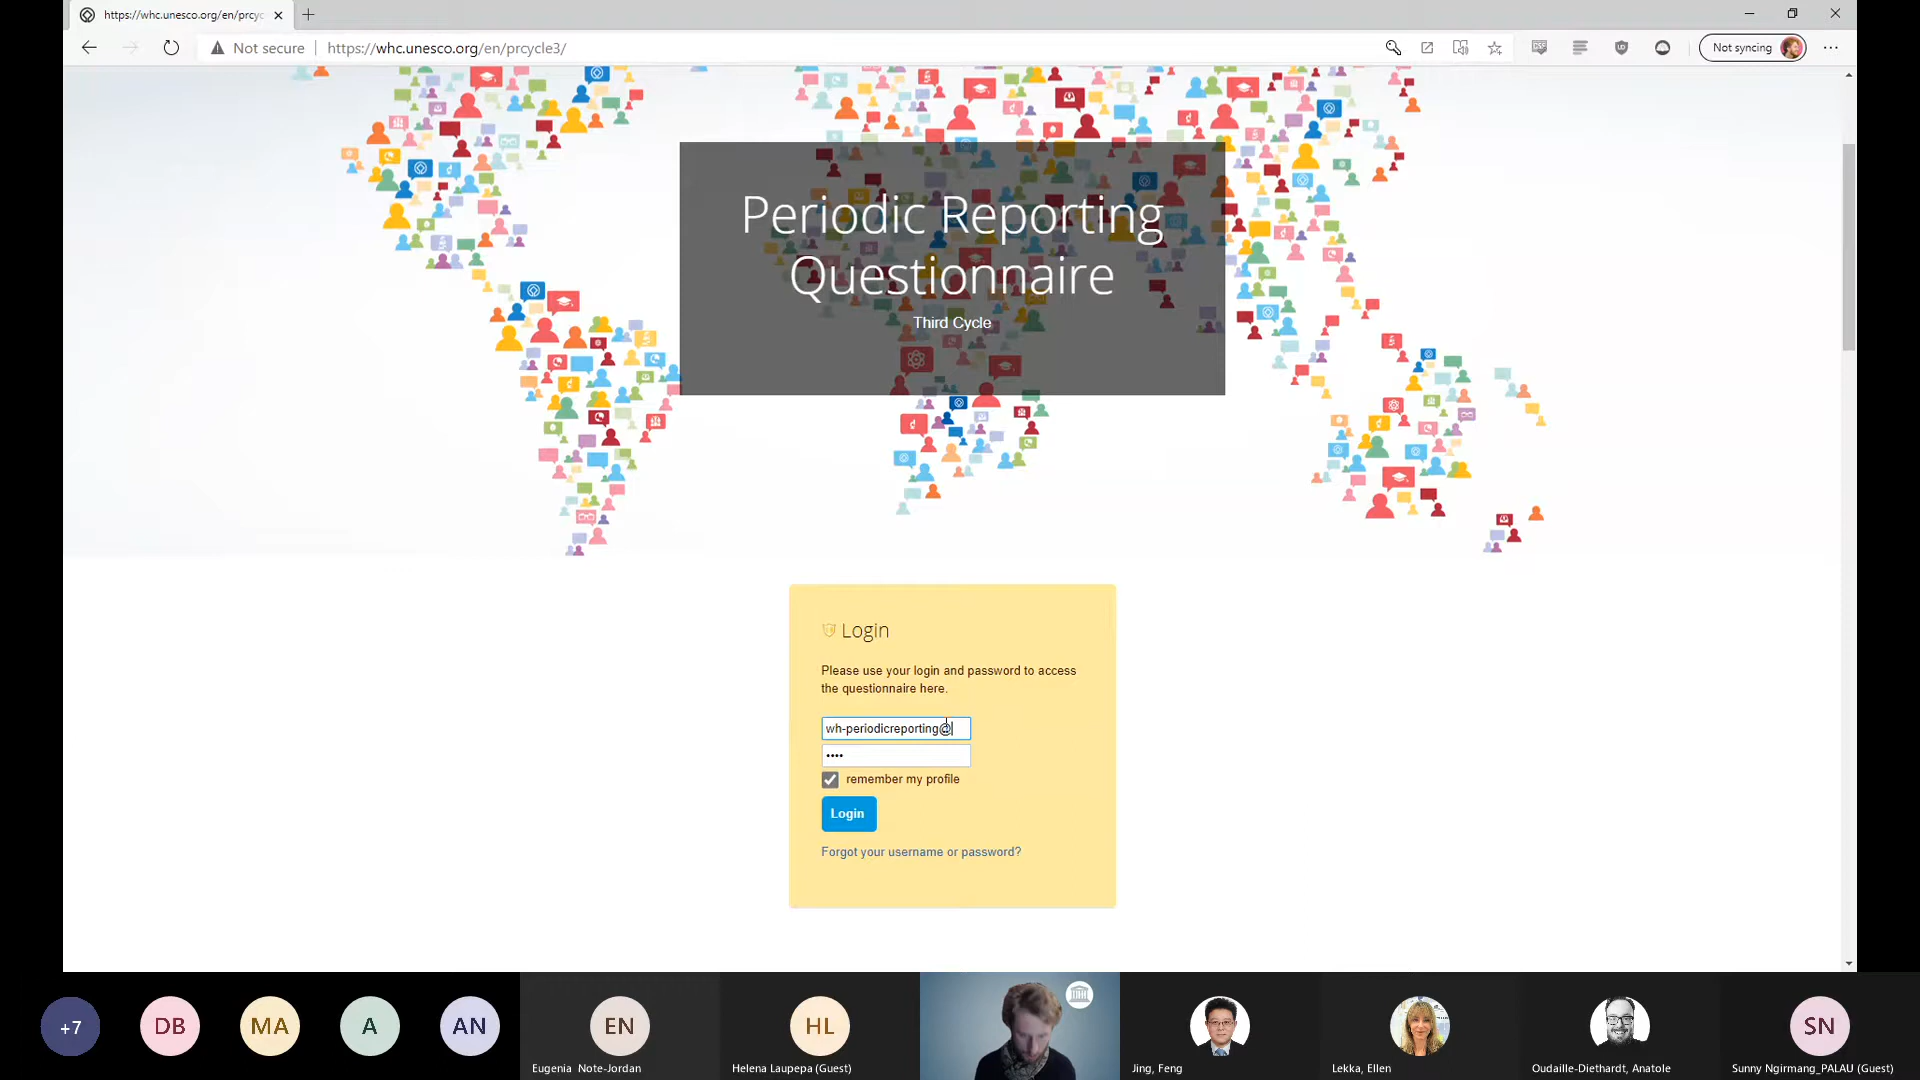 https://whc.unesco.org/en/prcyc
Not secure
https://whc.unesco.org/en/prcycle3/
Not syncing
Periodic Reporting
Questionnaire
Third Cycle
Login
Please use your login and password to access
the questionnaire here.
wh-periodicreporting@
••••
remember my profile
Login
Forgot your username or password?
+7
DB
MA
A
AN
EN
HL
SN
Eugenia Note-Jordan
Helena Laupepa (Guest)
Jing, Feng
Lekka, Ellen
Oudaille-Diethardt, Anatole
Sunny Ngirmang_PALAU (Guest)